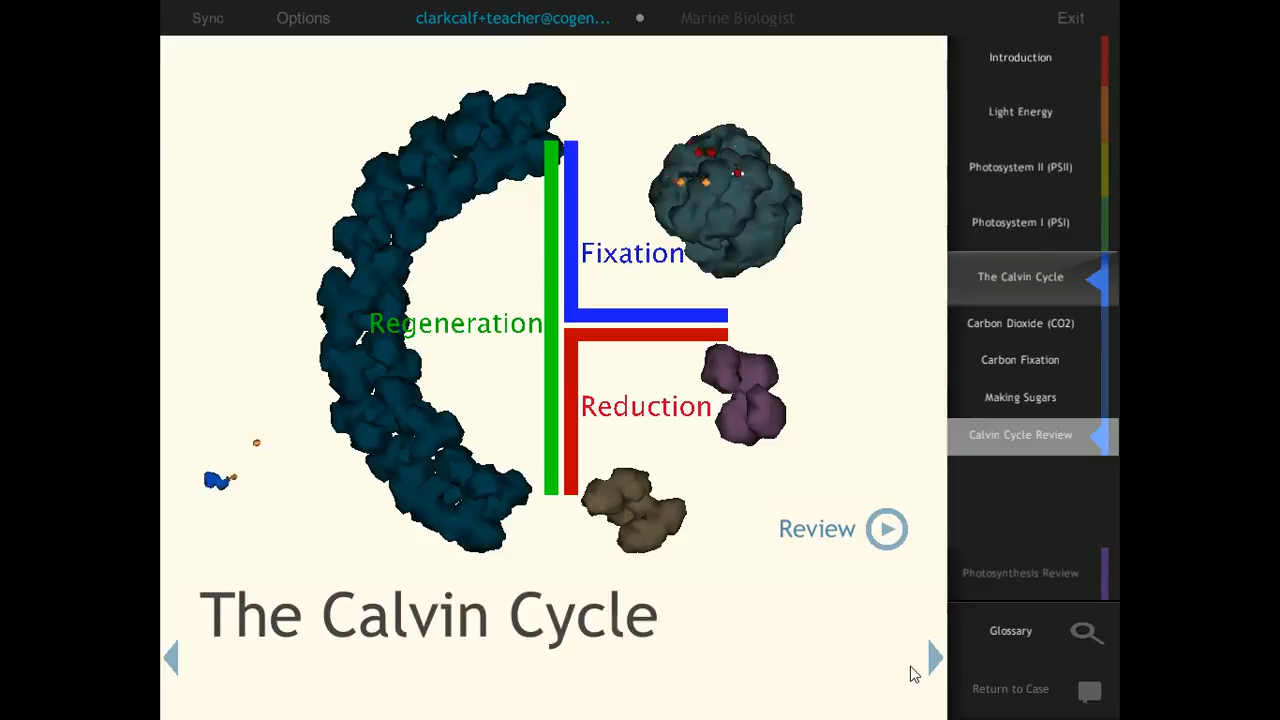 Sync Options clarkcalf+teacher@cogen... Marine Biologist Exit
Introduction
Light Energy
Photosystem II (PSII)
Photosystem I (PSI)
Fixation
The Calvin Cycle
Regeneration
Carbon Dioxide (CO2)
Carbon Fixation
Reduction
Making Sugars
Calvin Cycle Review
Review
Photosynthesis Review
The Calvin Cycle
Glossary
Return to Case